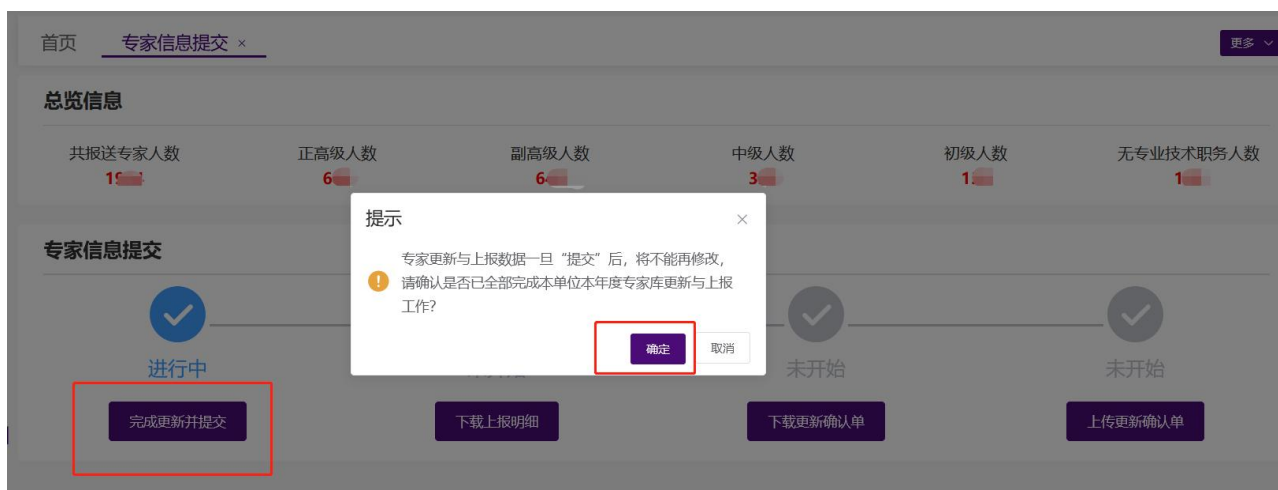 首页 专家信息提交 × 更多
总览信息
共报送专家人数 正高级人数 副高级人数 中级人数 初级人数 无专业技术职务人数
提示 ×
专家更新与上报数据一旦“提交”后，将不能再修改，
请确认是否已全部完成本单位本年度专家库更新与上报
工作？
确定 取消
专家信息提交
进行中 未开始 未开始
完成更新并提交 下载上报明细 下载更新确认单 上传更新确认单